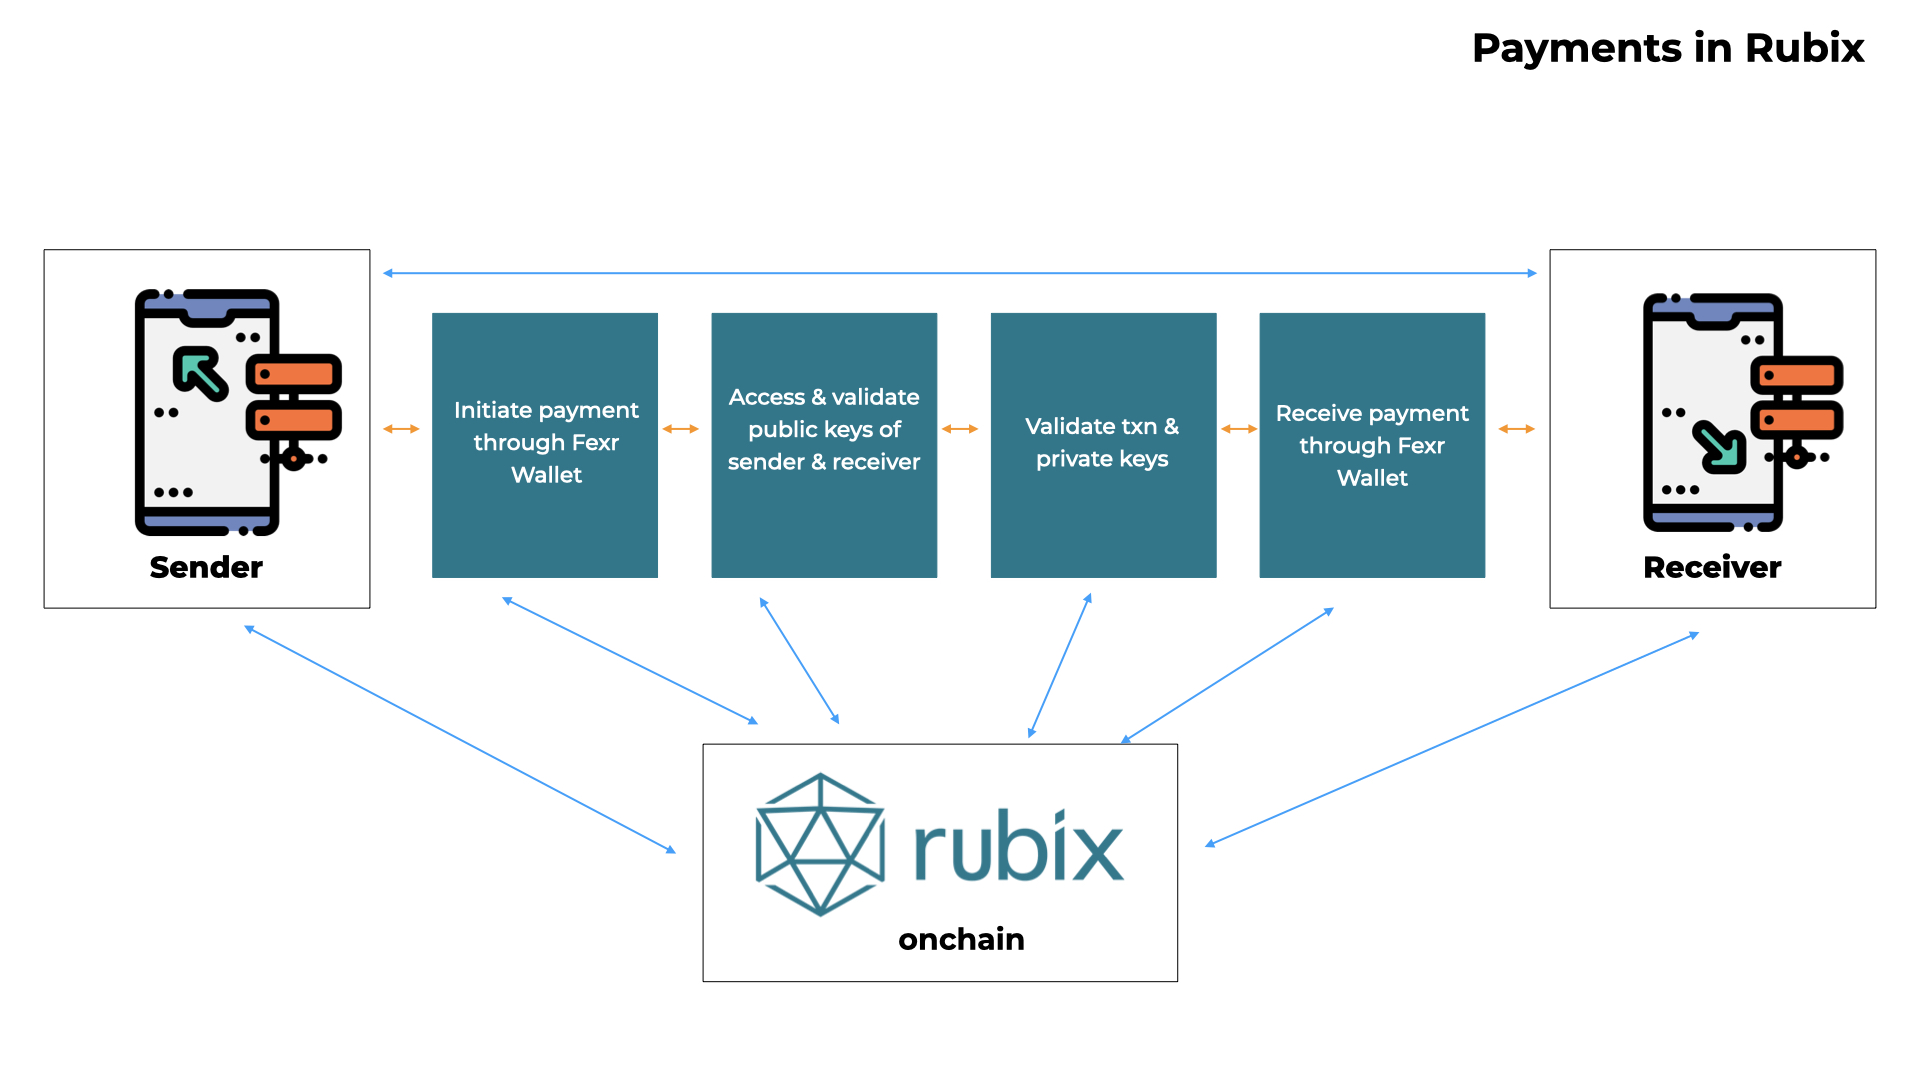 Payments in Rubix
Initiate payment
through Fexr
Wallet
Access & validate
public keys of
sender & receiver
Validate txn &
private keys
Receive payment
through Fexr
Wallet
Sender
Receiver
rubix
onchain